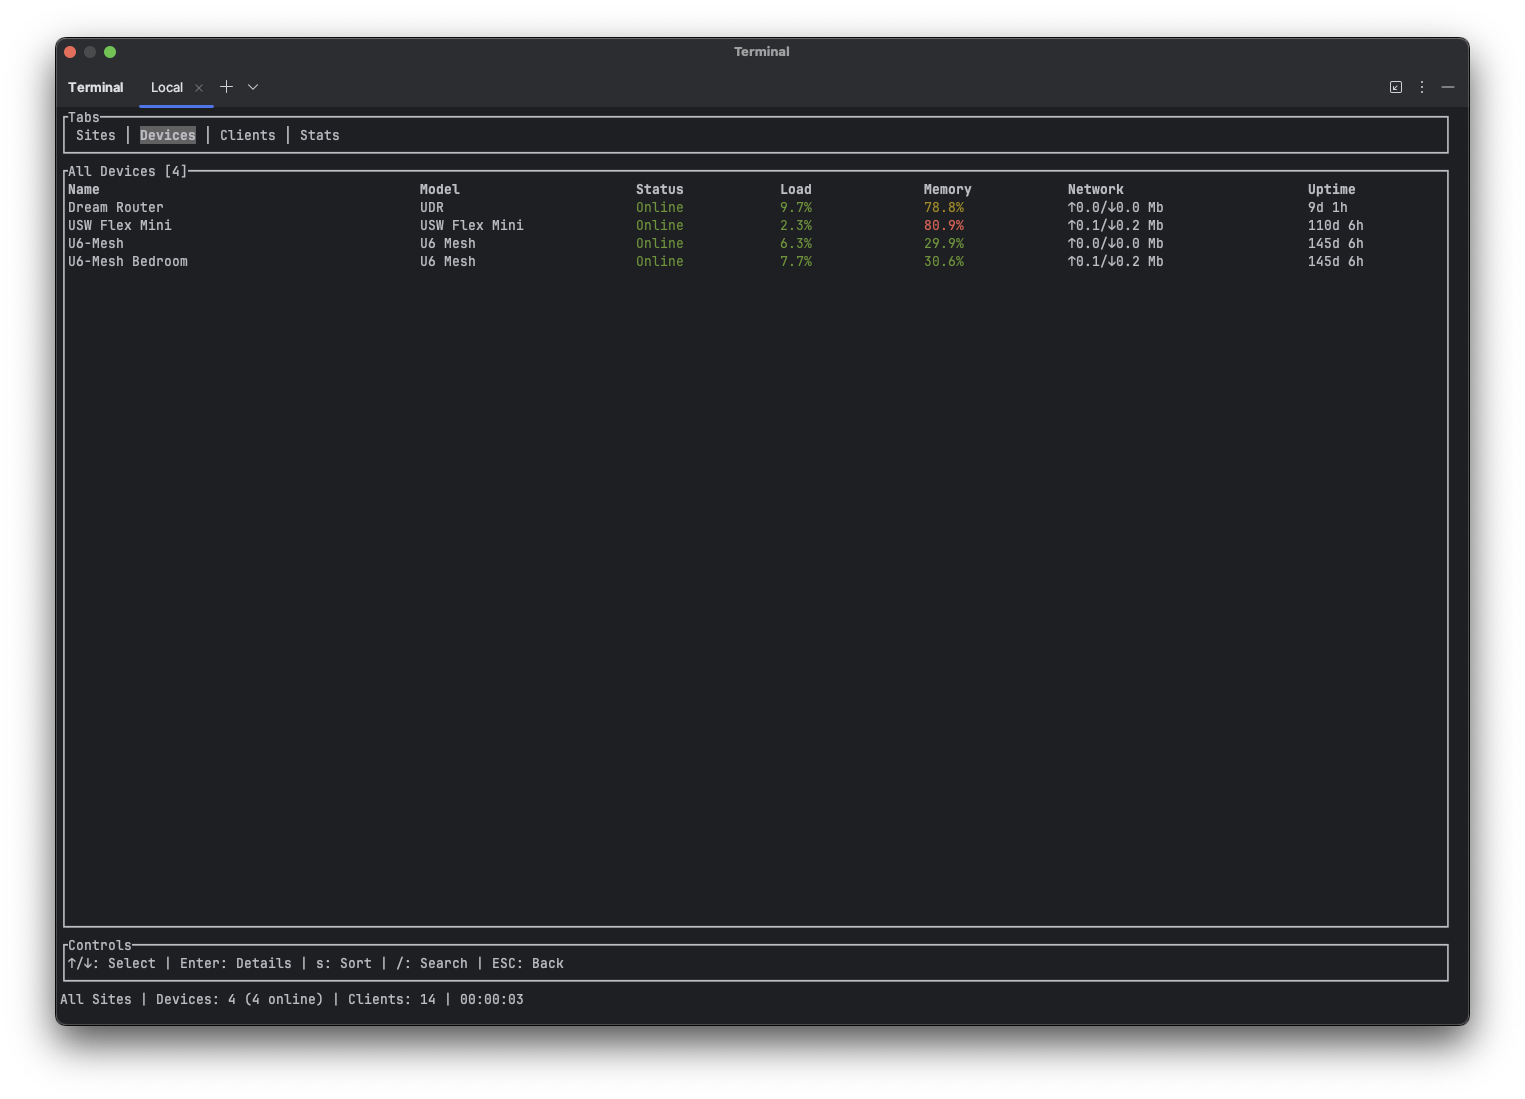 Terminal
Terminal Local
Tabs
Sites | Devices | Clients | Stats
All Devices [4]
Name Model Status Load Memory Network Uptime
Dream Router UDR Online 9.7% 78.8% ↑0.0/↓0.0 Mb 9d 1h
USW Flex Mini USW Flex Mini Online 2.3% 80.9% ↑0.1/↓0.2 Mb 110d 6h
U6-Mesh U6 Mesh Online 6.3% 29.9% ↑0.0/↓0.0 Mb 145d 6h
U6-Mesh Bedroom U6 Mesh Online 7.7% 30.6% ↑0.1/↓0.2 Mb 145d 6h
Controls
↑/↓: Select | Enter: Details | s: Sort | /: Search | ESC: Back
All Sites | Devices: 4 (4 online) | Clients: 14 | 00:00:03